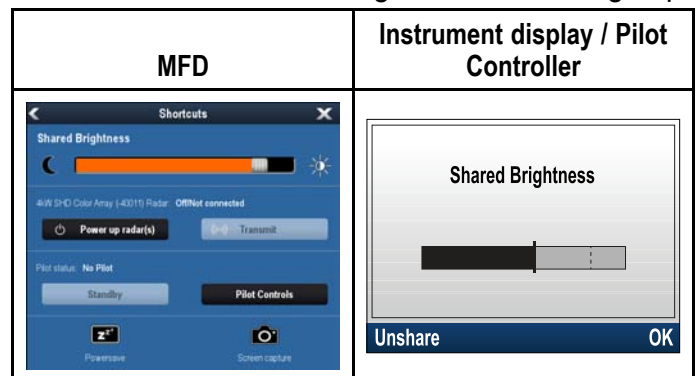 MFD
Instrument display / Pilot
Controller
Shortcuts
Shared Brightness
4kW SHD Color Array (-40011) Radar: Off/Not connected
Power up radar(s)
Transmit
Pilot status: No Pilot
Standby
Pilot Controls
Powersave
Screen capture
Shared Brightness
Unshare
OK